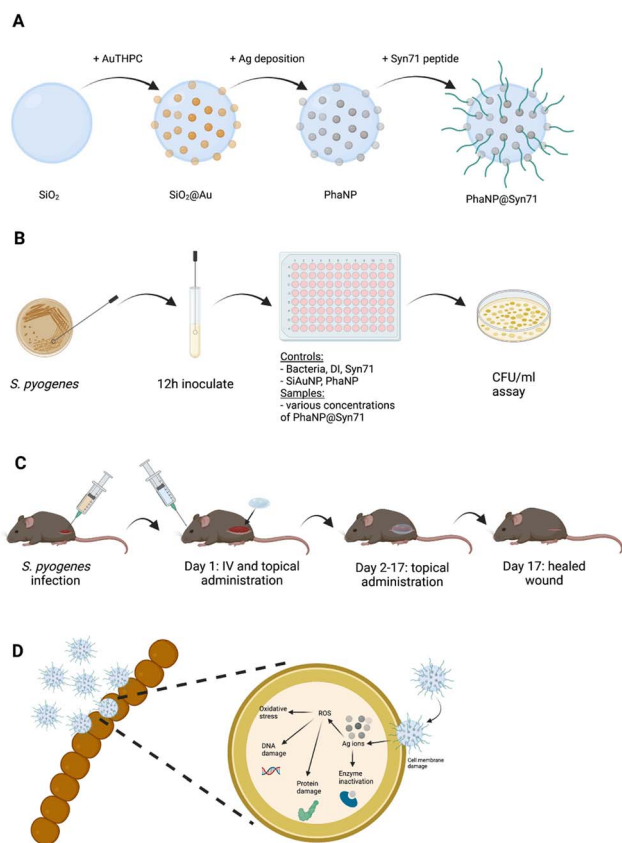 A
+ AuTHPC
+ Ag deposition
+ Syn71 peptide
SiO2
SiO2@Au
PhaNP
PhaNP@Syn71
B
S. pyogenes
12h inoculate
Controls:
- Bacteria, DI, Syn71
- SiAuNP, PhaNP
Samples:
- various concentrations
of PhaNP@Syn71
CFU/ml
assay
C
S. pyogenes
infection
Day 1: IV and topical
administration
Day 2-17: topical
administration
Day 17: healed
wound
D
Oxidative
stress
ROS
DNA
damage
Ag ions
Protein
damage
Enzyme
inactivation
Cell membrane
damage